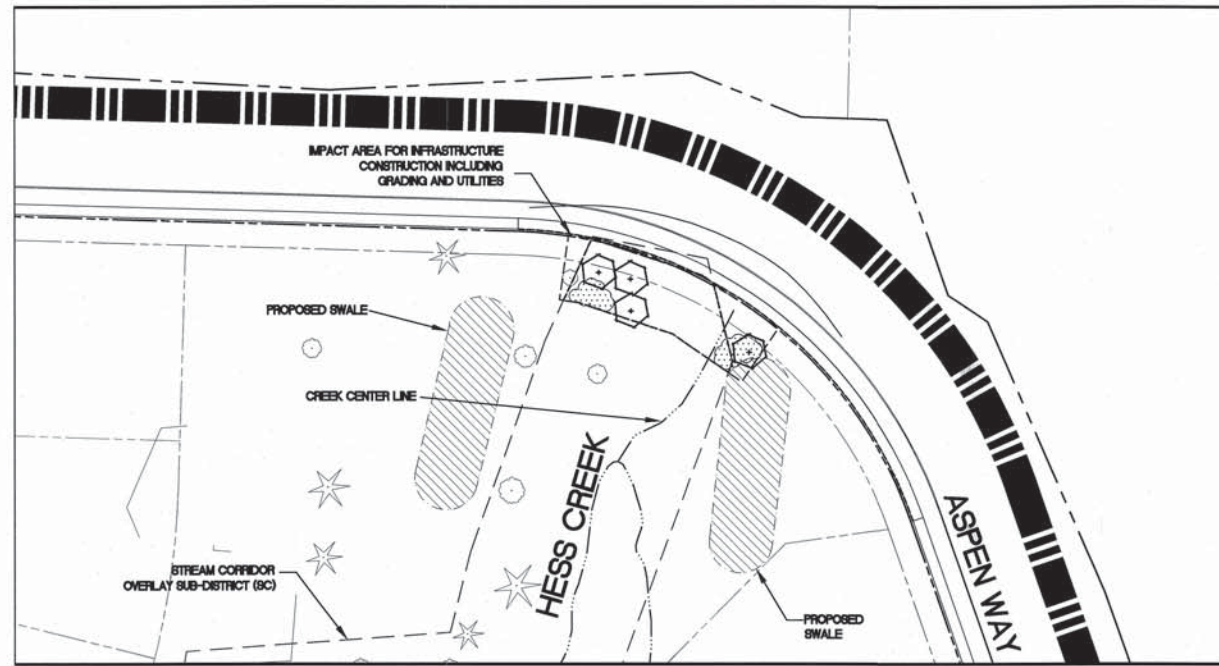 IMPACT AREA FOR INFRASTRUCTURE
CONSTRUCTION INCLUDING
GRADING AND UTILITIES
PROPOSED SWALE
CREEK CENTER LINE
HESS CREEK
STREAM CORRIDOR
OVERLAY SUB-DISTRICT (SC)
PROPOSED
SWALE
ASPEN WAY